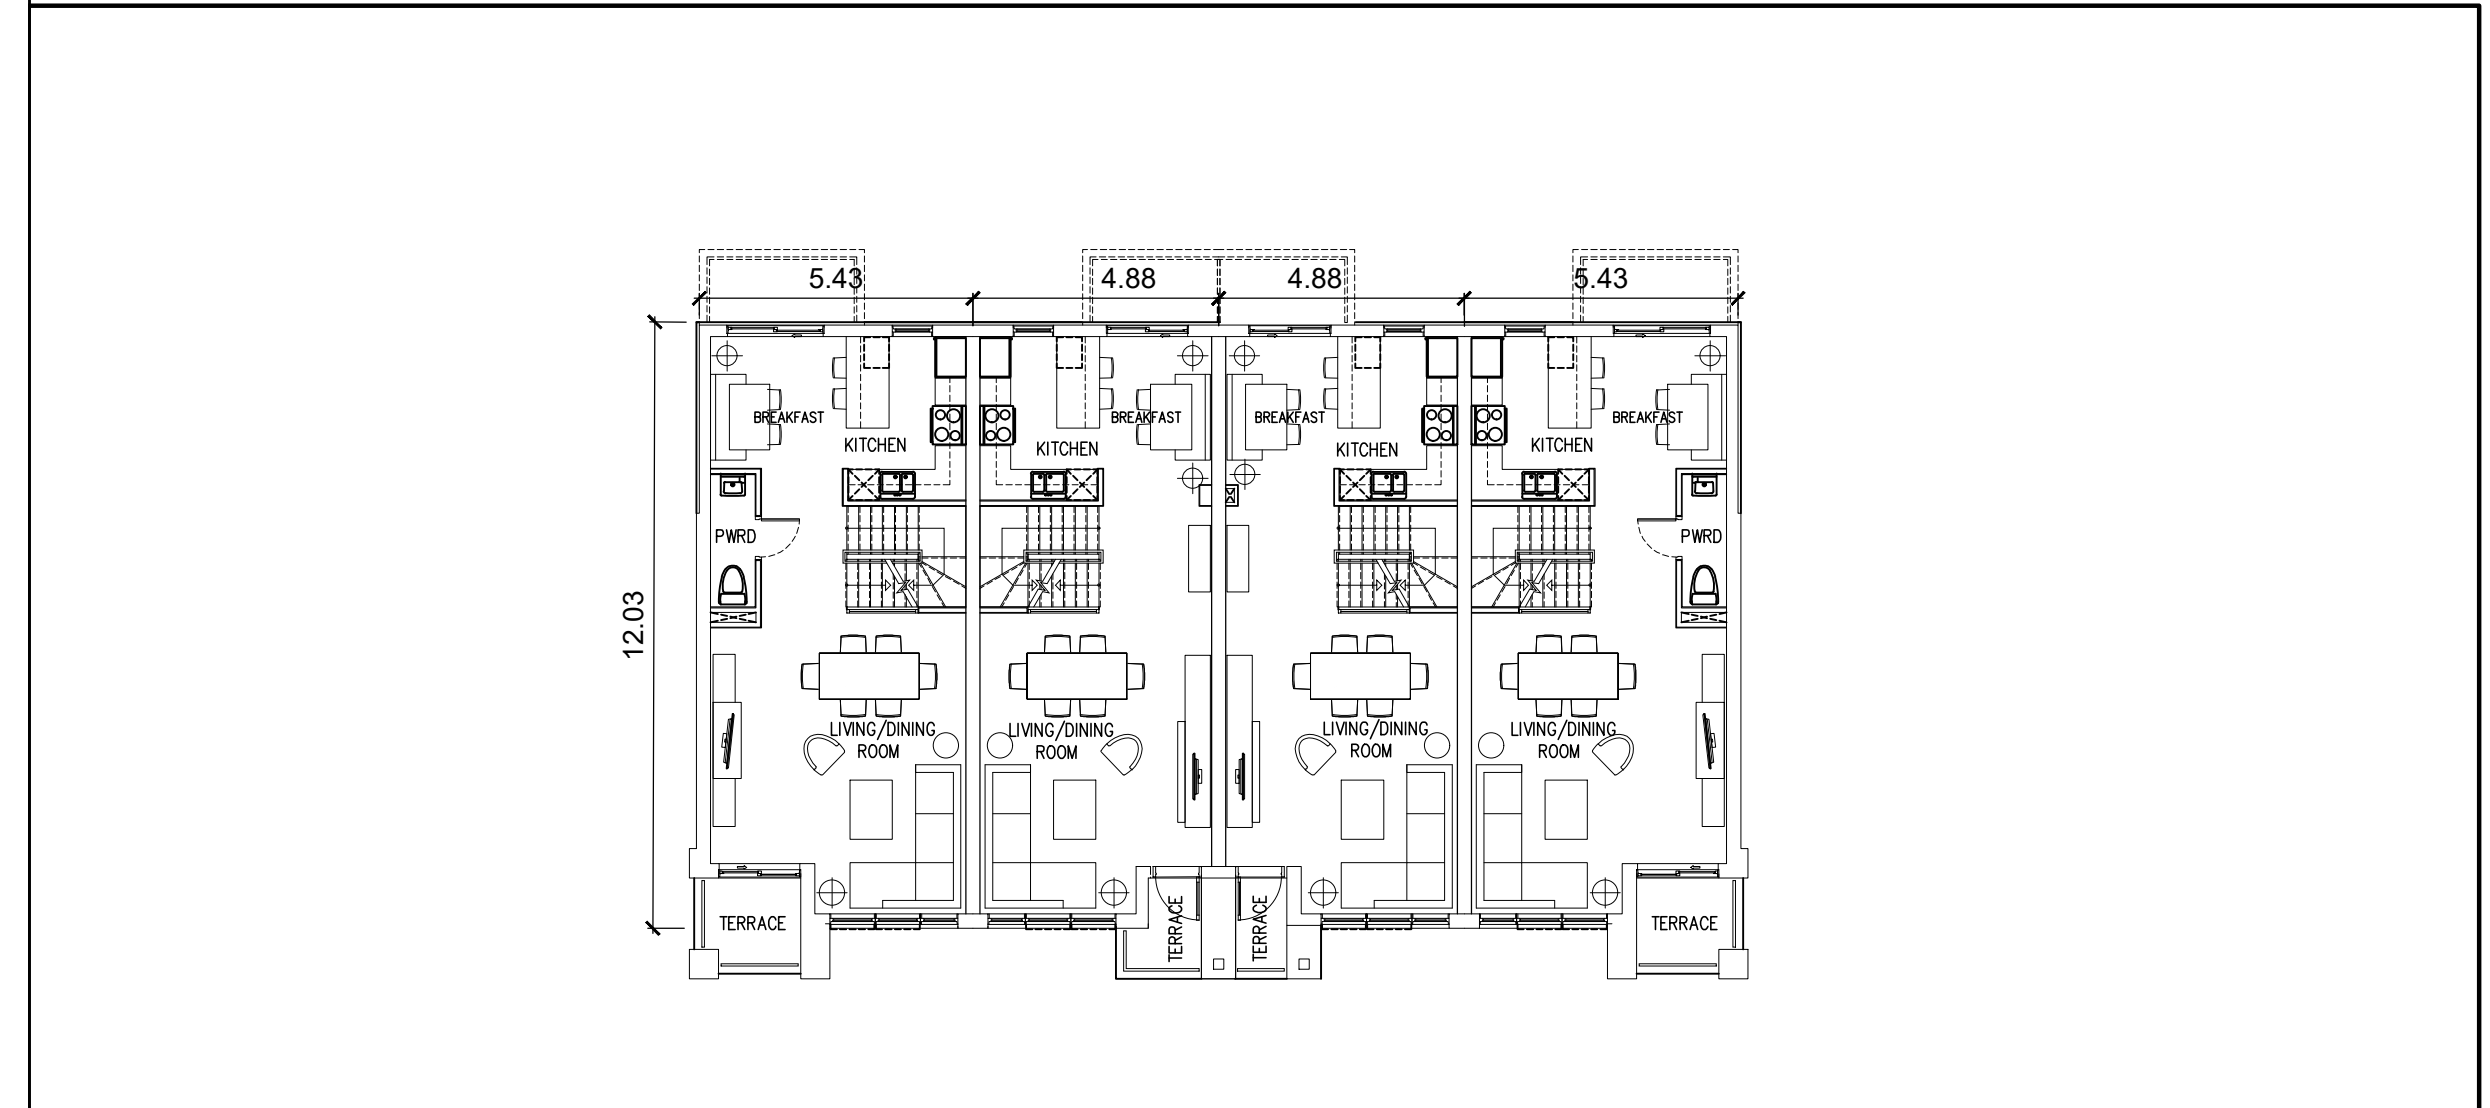 5.43
4.88
4.88
5.43
12.03
BREAKFAST
BREAKFAST
BREAKFAST
BREAKFAST
KITCHEN
KITCHEN
KITCHEN
KITCHEN
PWRD
PWRD
LIVING/DINING
ROOM
LIVING/DINING
ROOM
LIVING/DINING
ROOM
LIVING/DINING
ROOM
TERRACE
TERRACE
TERRACE
TERRACE